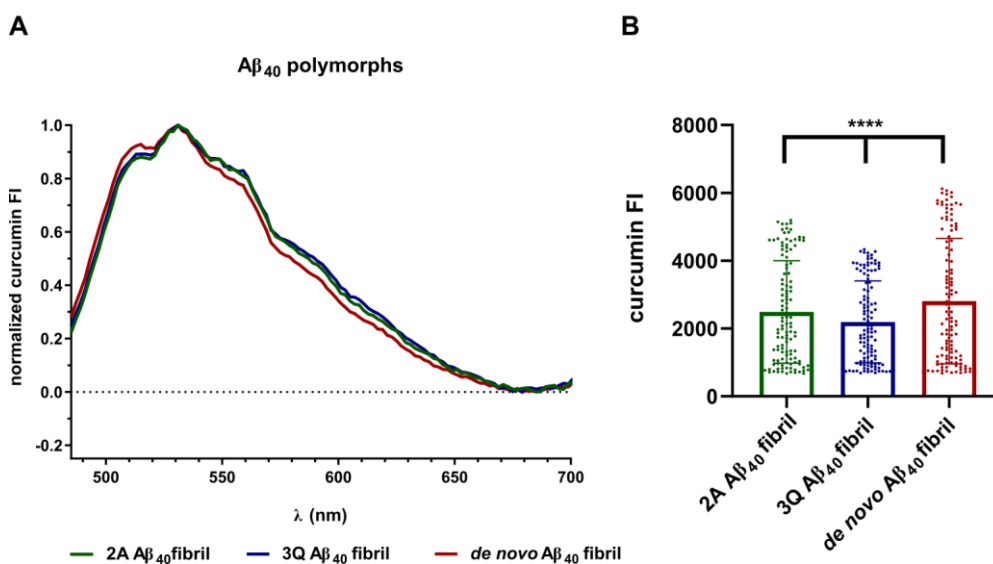 A
Aβ40 polymorphs
normalized curcumin FI
1.0
0.8
0.6
0.4
0.2
0.0
-0.2
500 550 600 650 700
λ (nm)
2A Aβ40fibril 3Q Aβ40 fibril de novo Aβ40 fibril
B
curcumin FI
8000
6000
4000
2000
0
****
2A Aβ40 fibril
3Q Aβ40 fibril
de novo Aβ40 fibril